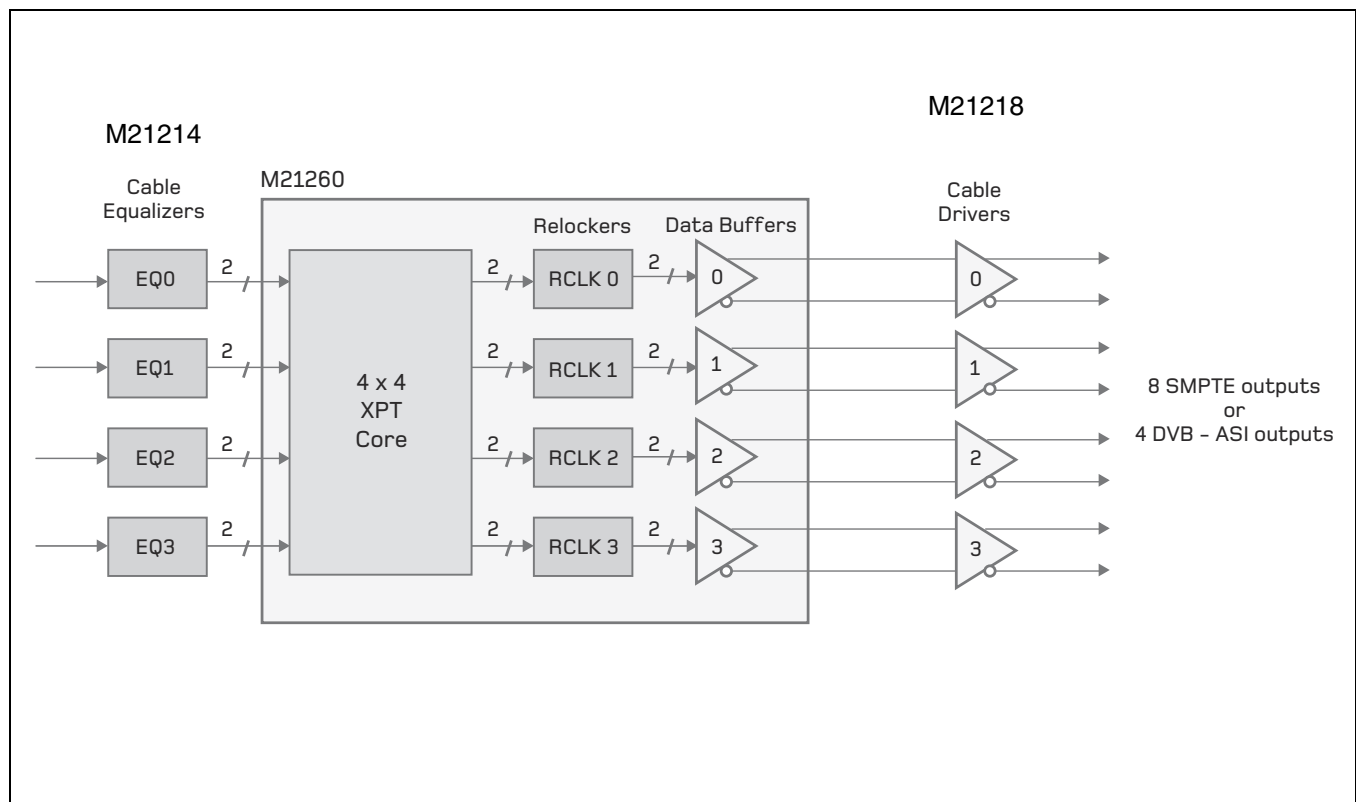 M21214
M21218
Cable
Equalizers
M21260
Relockers
Data Buffers
Cable
Drivers
EQ0
2
2
RCLK 0
2
0
0
EQ1
2
2
RCLK 1
2
1
1
4 x 4
XPT
Core
8 SMPTE outputs
or
4 DVB – ASI outputs
EQ2
2
2
RCLK 2
2
2
2
EQ3
2
2
RCLK 3
2
3
3